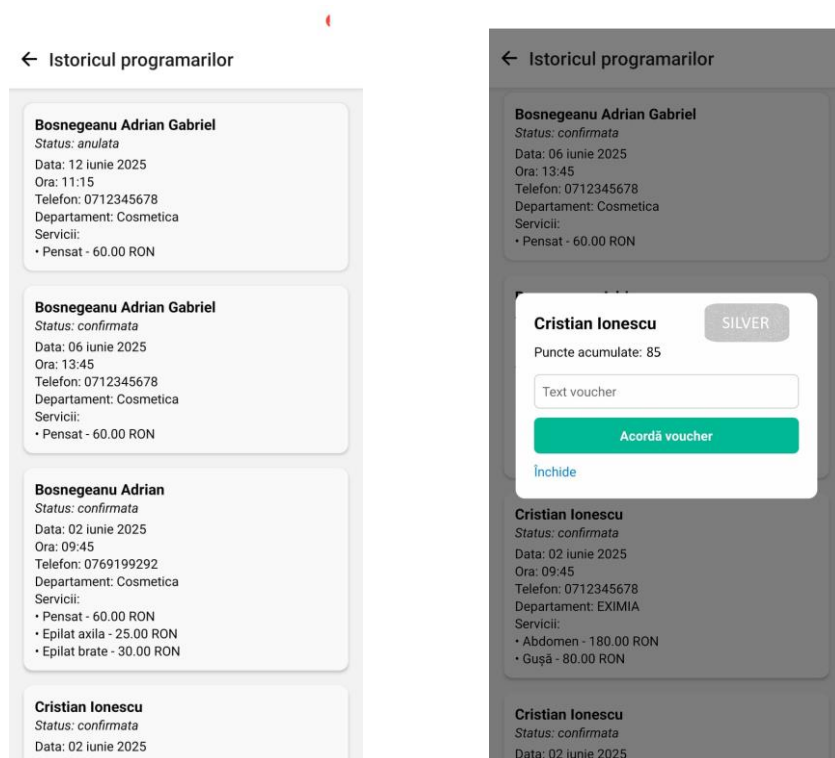 ← Istoricul programarilor
Bosnegeanu Adrian Gabriel
Status: anulata
Data: 12 iunie 2025
Ora: 11:15
Telefon: 0712345678
Departament: Cosmetica
Servicii:
• Pensat - 60.00 RON
Bosnegeanu Adrian Gabriel
Status: confirmata
Data: 06 iunie 2025
Ora: 13:45
Telefon: 0712345678
Departament: Cosmetica
Servicii:
• Pensat - 60.00 RON
Bosnegeanu Adrian
Status: confirmata
Data: 02 iunie 2025
Ora: 09:45
Telefon: 0769199292
Departament: Cosmetica
Servicii:
• Pensat - 60.00 RON
• Epilat axila - 25.00 RON
• Epilat brate - 30.00 RON
Cristian Ionescu
Status: confirmata
Data: 02 iunie 2025
← Istoricul programarilor
Bosnegeanu Adrian Gabriel
Status: confirmata
Data: 06 iunie 2025
Ora: 13:45
Telefon: 0712345678
Departament: Cosmetica
Servicii:
• Pensat - 60.00 RON
Cristian Ionescu SILVER
Puncte acumulate: 85
Text voucher
Acordă voucher
Închide
Cristian Ionescu
Status: confirmata
Data: 02 iunie 2025
Ora: 09:45
Telefon: 0712345678
Departament: EXIMIA
Servicii:
• Abdomen - 180.00 RON
• Gușă - 80.00 RON
Cristian Ionescu
Status: confirmata
Data: 02 iunie 2025